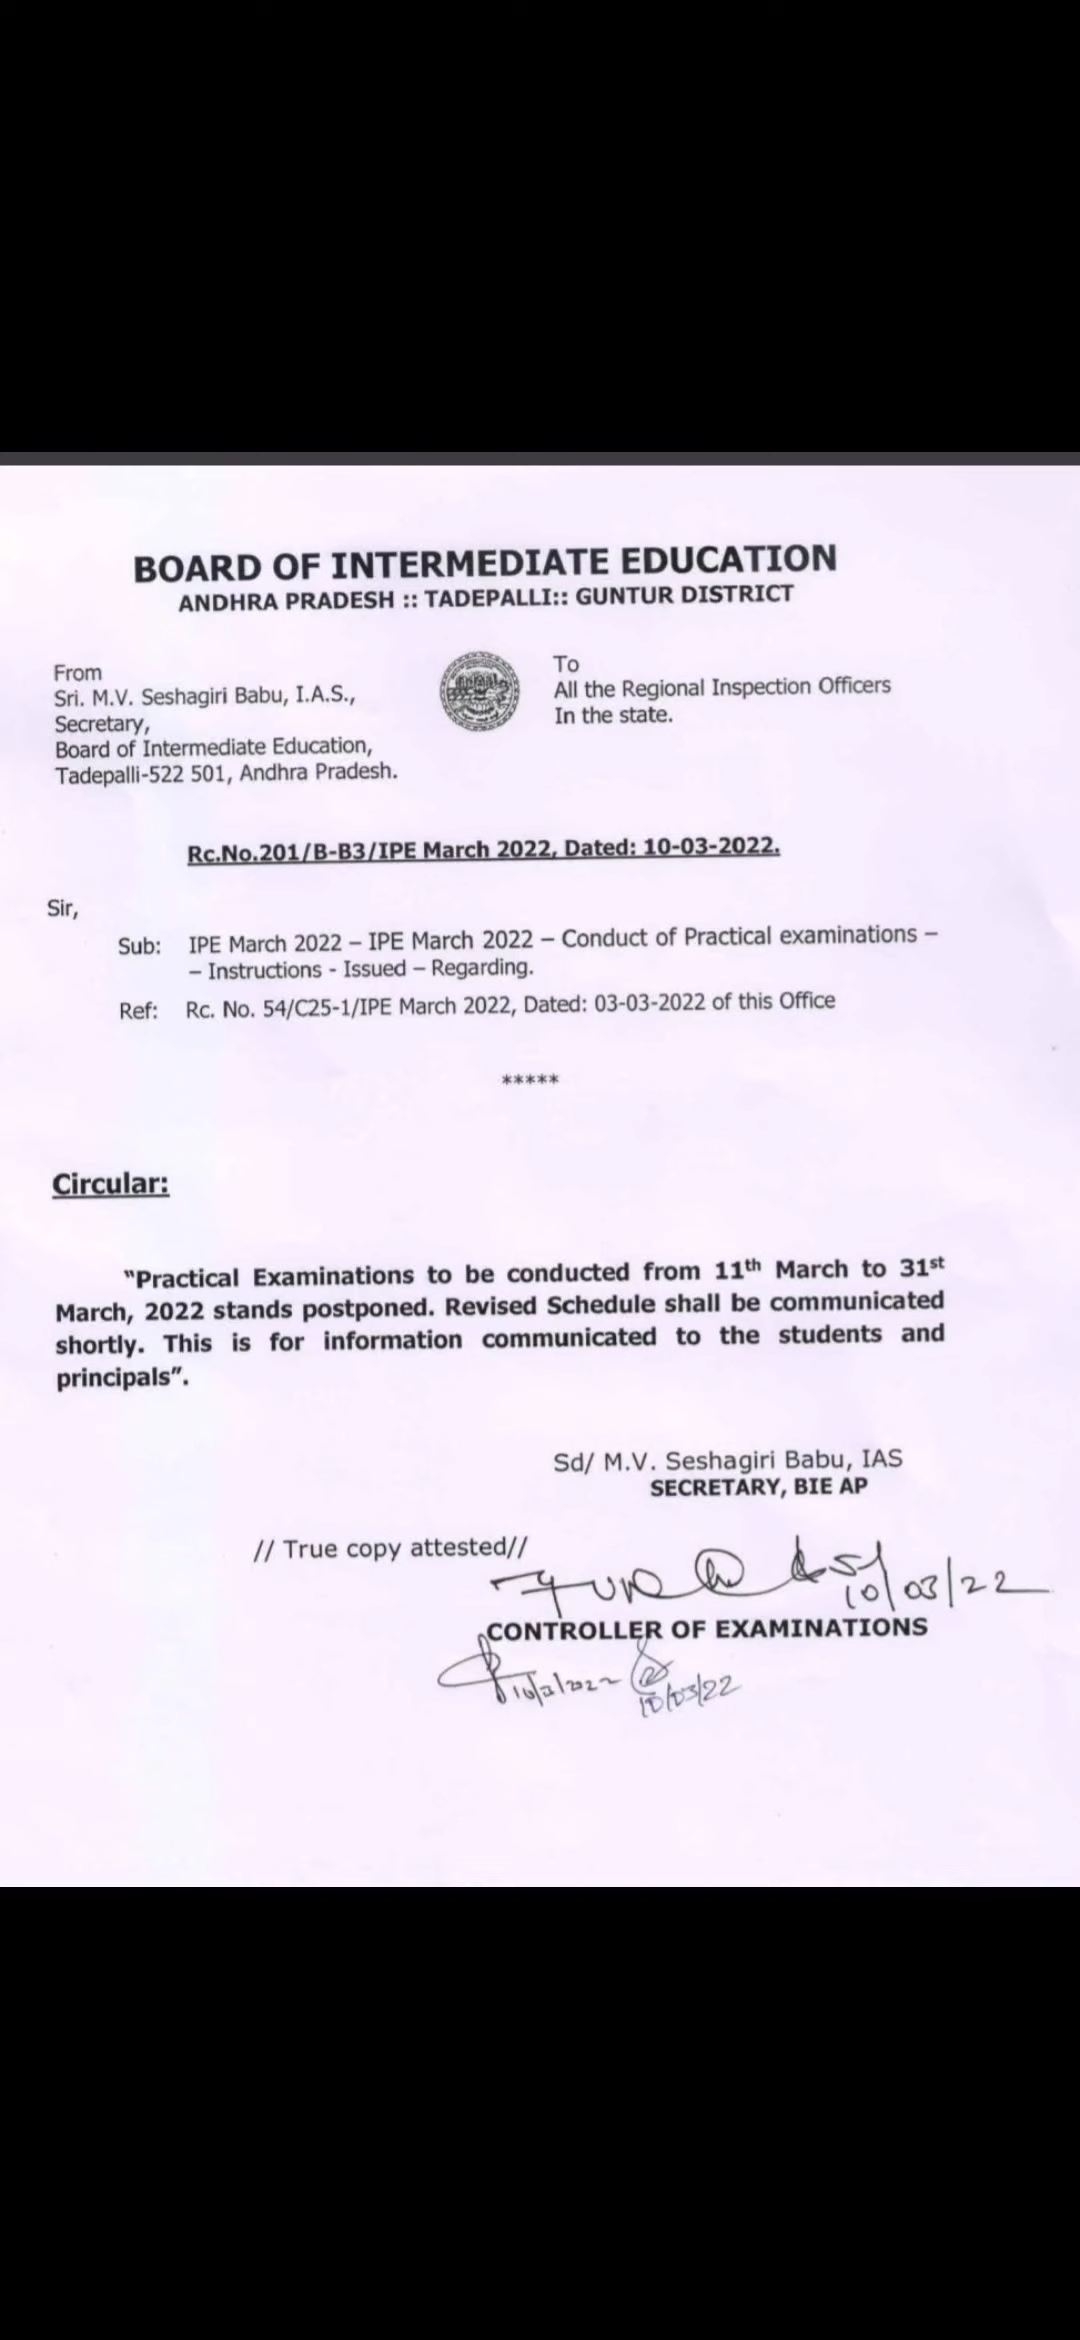 BOARD OF INTERMEDIATE EDUCATION
ANDHRA PRADESH :: TADEPALLI:: GUNTUR DISTRICT
From
Sri. M.V. Seshagiri Babu, I.A.S.,
Secretary,
Board of Intermediate Education,
Tadepalli-522 501, Andhra Pradesh.
To
All the Regional Inspection Officers
In the state.
Rc.No.201/B-B3/IPE March 2022, Dated: 10-03-2022.
Sir,
Sub: IPE March 2022 – IPE March 2022 – Conduct of Practical examinations –
– Instructions - Issued – Regarding.
Ref: Rc. No. 54/C25-1/IPE March 2022, Dated: 03-03-2022 of this Office
*****
Circular:
“Practical Examinations to be conducted from 11th March to 31st
March, 2022 stands postponed. Revised Schedule shall be communicated
shortly. This is for information communicated to the students and
principals”.
Sd/ M.V. Seshagiri Babu, IAS
SECRETARY, BIE AP
// True copy attested//
10/03/22
CONTROLLER OF EXAMINATIONS
10/03/22